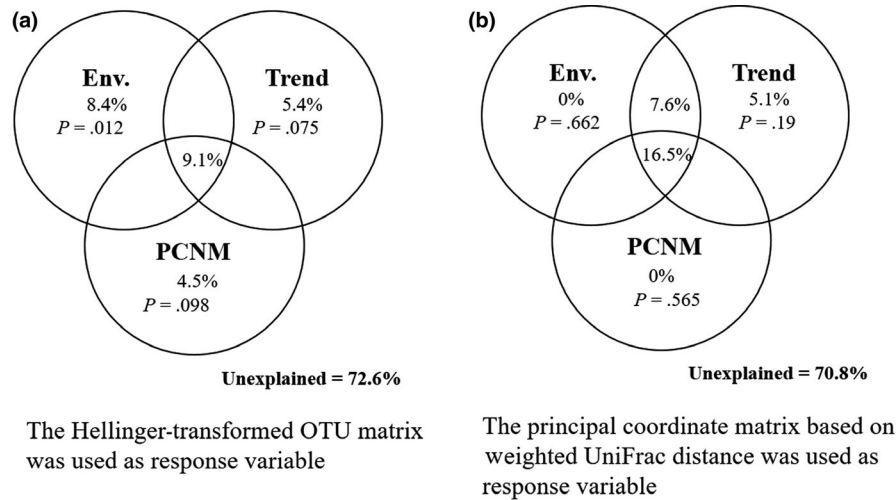 (a)
Env.
8.4%
P = .012
Trend
5.4%
P = .075
9.1%
PCNM
4.5%
P = .098
Unexplained = 72.6%
The Hellinger-transformed OTU matrix
was used as response variable
(b)
Env.
0%
P = .662
7.6%
Trend
5.1%
P = .19
16.5%
PCNM
0%
P = .565
Unexplained = 70.8%
The principal coordinate matrix based on
weighted UniFrac distance was used as
response variable